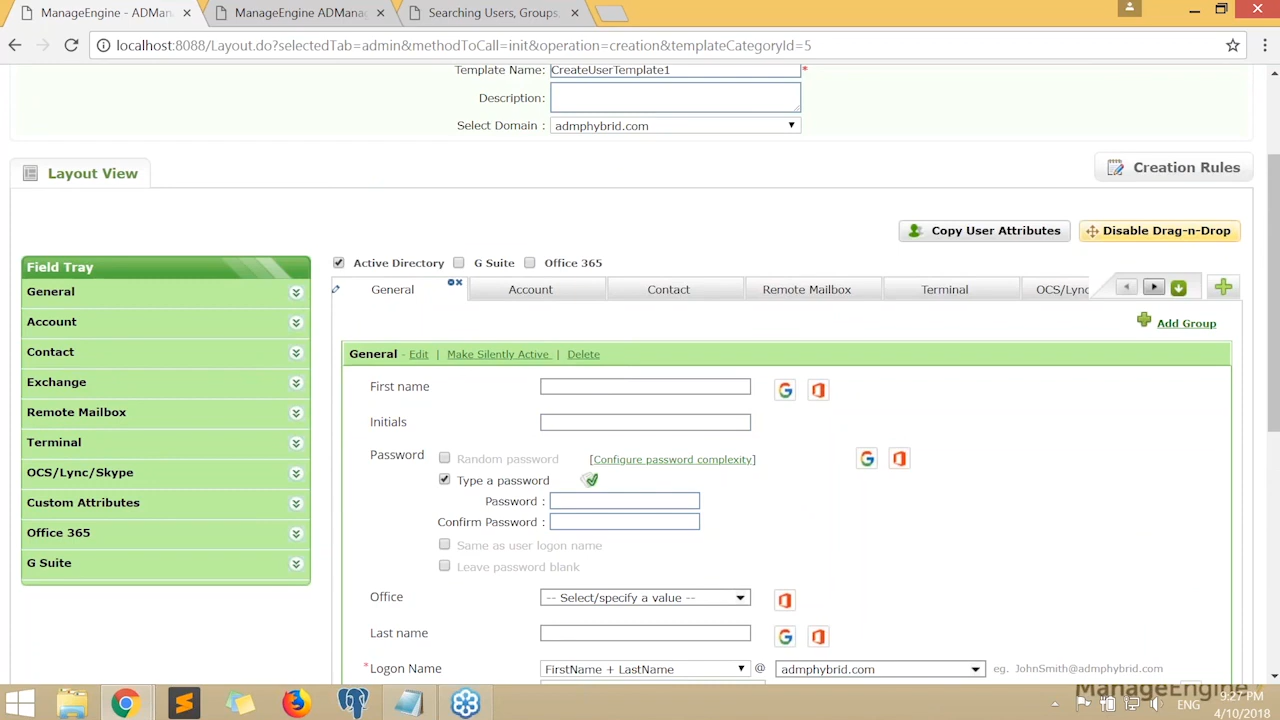 ManageEngine - ADMan
ManageEngine ADMana
Searching Users, Groups,
localhost:8088/Layout.do?selectedTab=admin&methodToCall=init&operation=creation&templateCategoryId=5
Template Name: CreateUserTemplate1 *
Description:
Select Domain : admphybrid.com
Layout View
Creation Rules
Copy User Attributes
Disable Drag-n-Drop
Field Tray
General
Account
Contact
Exchange
Remote Mailbox
Terminal
OCS/Lync/Skype
Custom Attributes
Office 365
G Suite
Active Directory G Suite Office 365
General Account Contact Remote Mailbox Terminal OCS/Lync
Add Group
General - Edit | Make Silently Active | Delete
First name
Initials
Password Random password [Configure password complexity]
Type a password
Password :
Confirm Password :
Same as user logon name
Leave password blank
Office -- Select/specify a value --
Last name
*Logon Name FirstName + LastName @ admphybrid.com eg. JohnSmith@admphybrid.com
ManageEngine
ENG
9:27 PM
4/10/2018